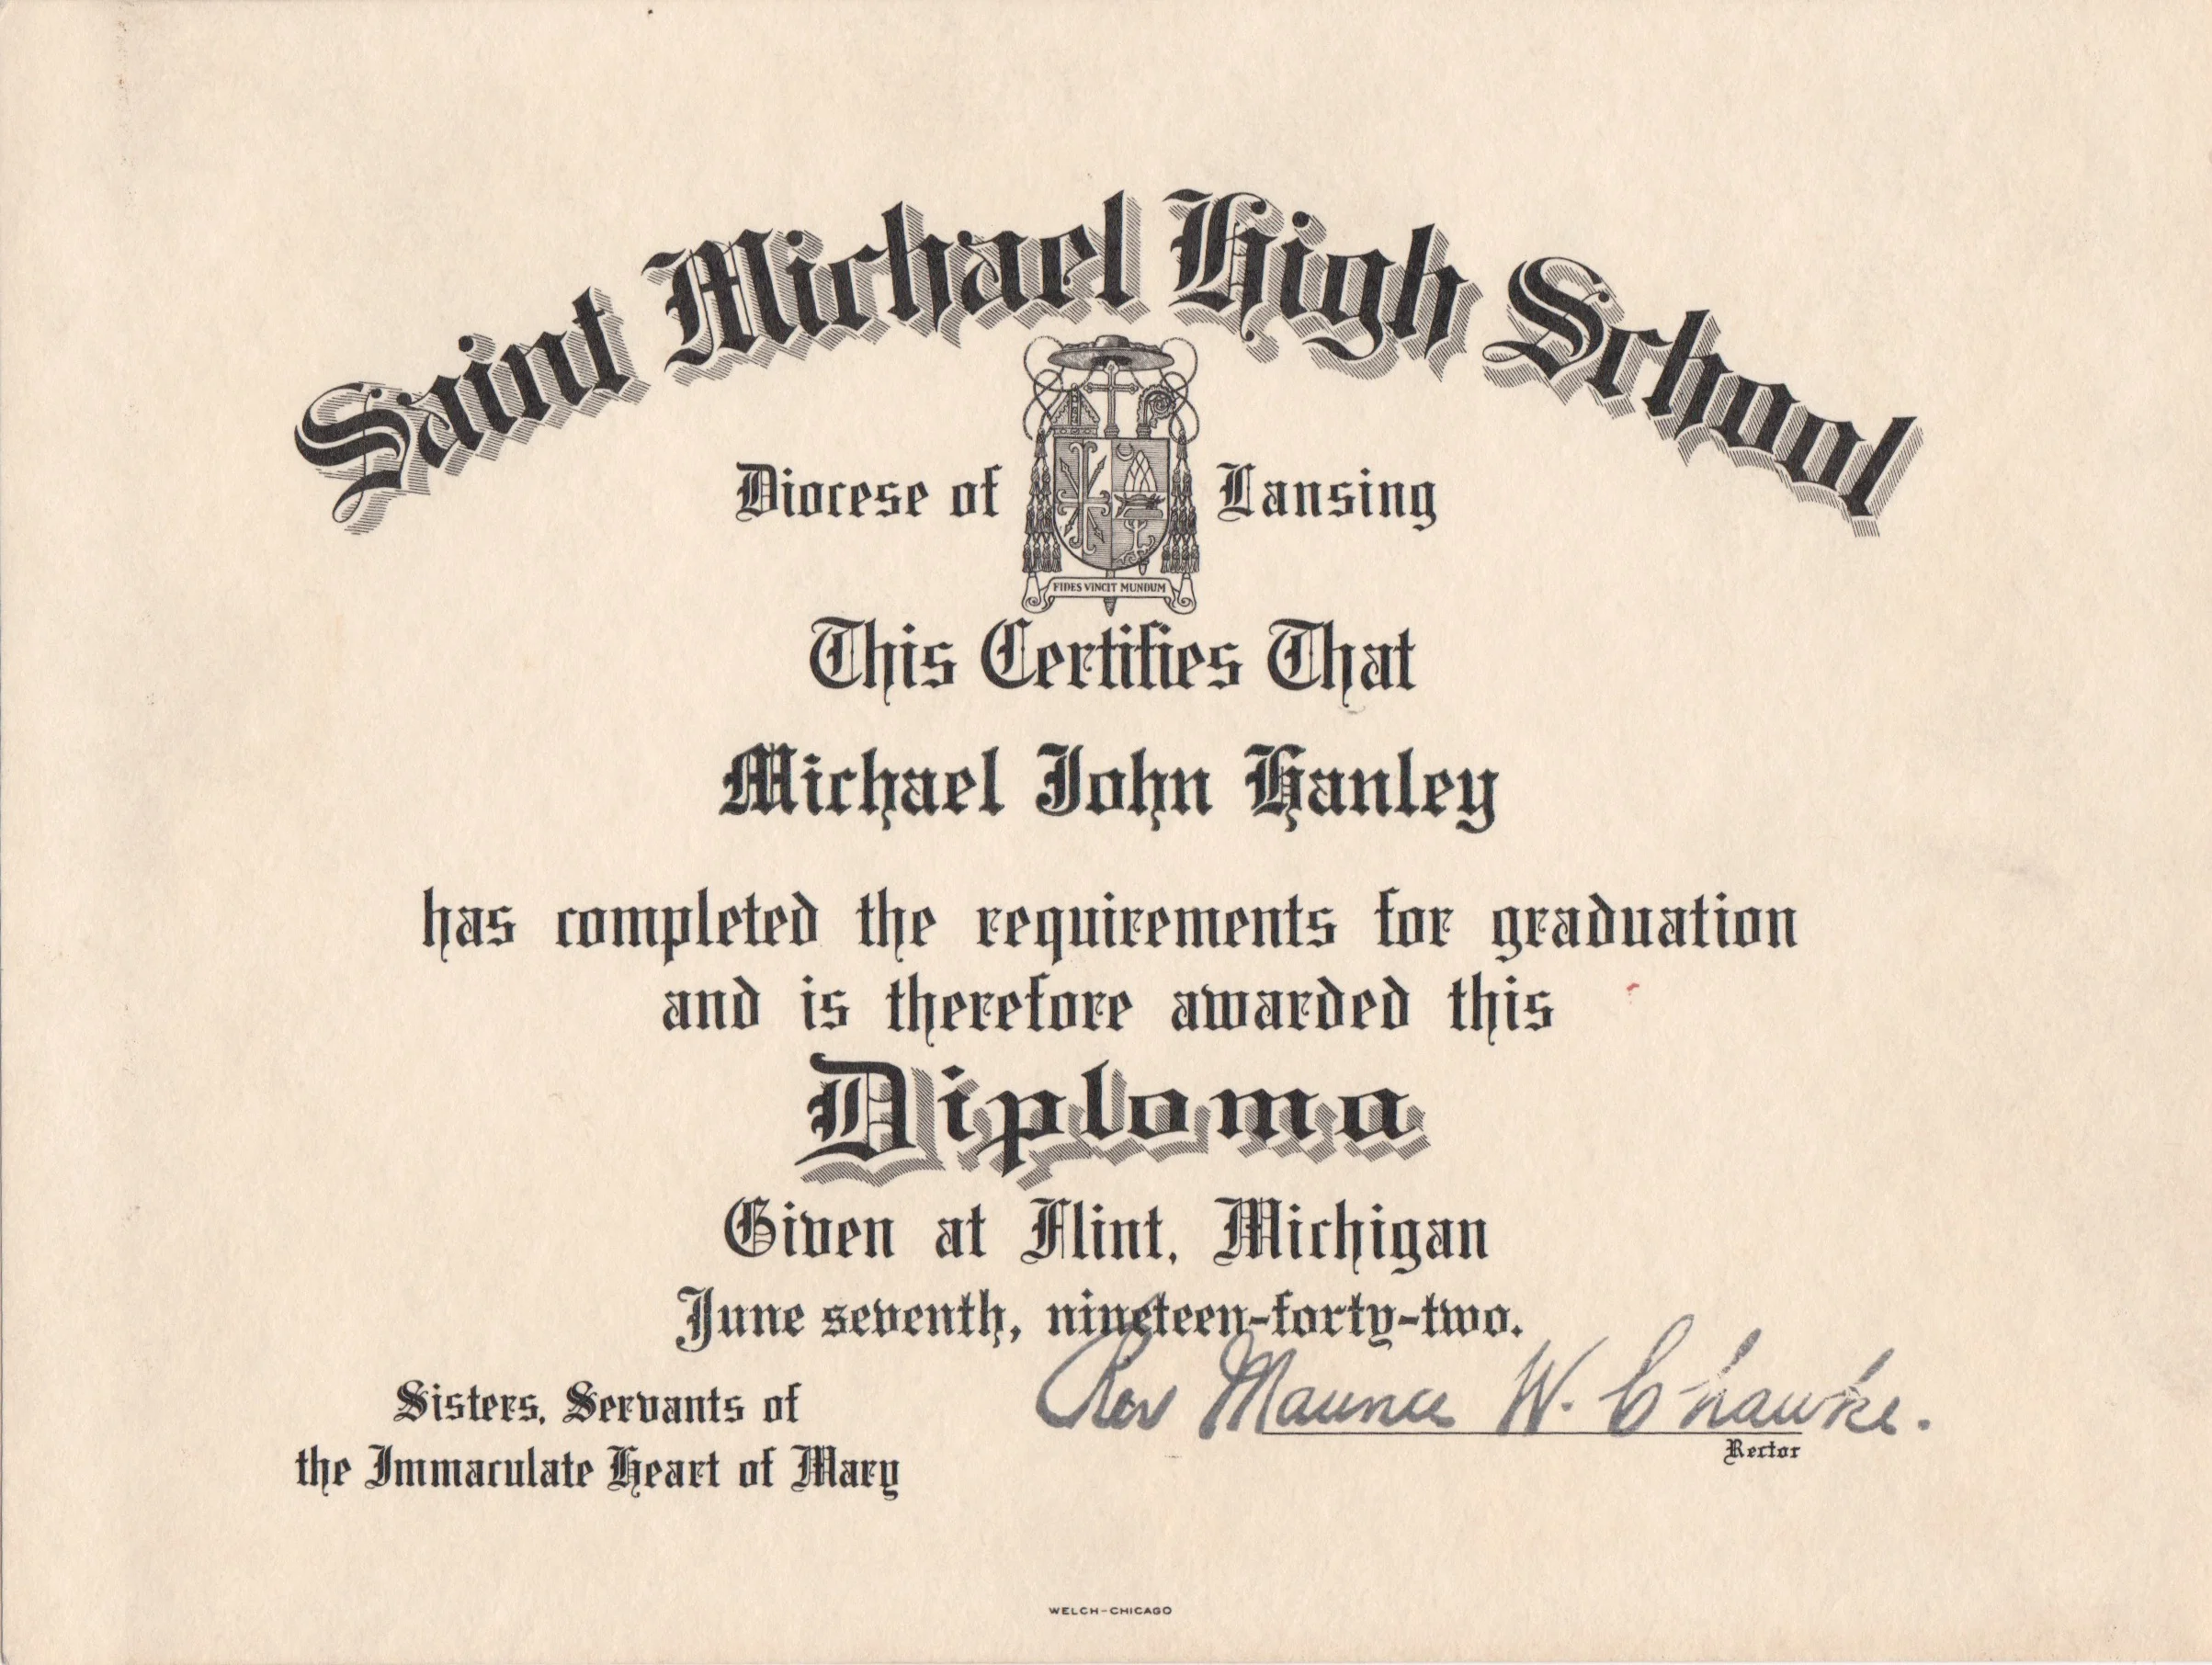 Saint Michael High School
Diocese of Lansing
FIDES VINCIT MUNDUM
This Certifies That
Michael John Hanley
has completed the requirements for graduation
and is therefore awarded this
Diploma
Given at Flint, Michigan
June seventh, nineteen-forty-two.
Rev Maurice W. Chawke.
Rector
Sisters, Servants of
the Immaculate Heart of Mary
WELCH-CHICAGO